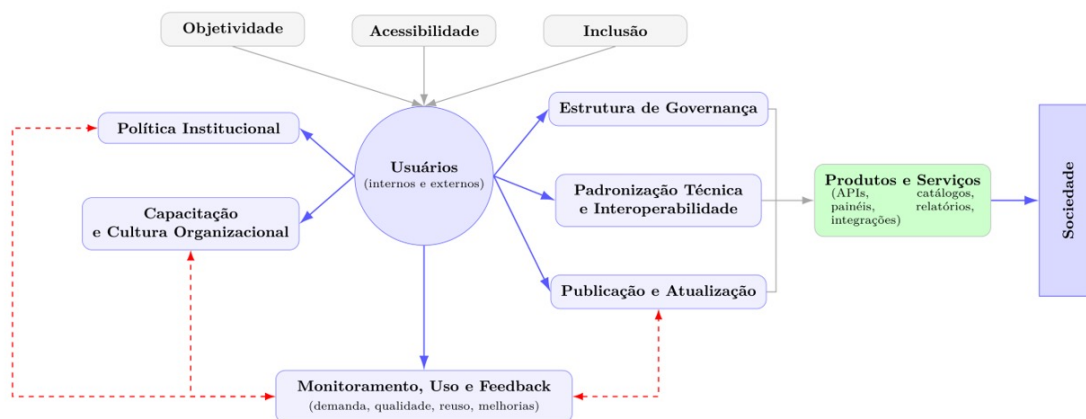 Objetividade
Acessibilidade
Inclusão
Política Institucional
Capacitação
e Cultura Organizacional
Usuários
(internos e externos)
Estrutura de Governança
Padronização Técnica
e Interoperabilidade
Publicação e Atualização
Produtos e Serviços
(APIs, catálogos,
painéis, relatórios,
integrações)
Sociedade
Monitoramento, Uso e Feedback
(demanda, qualidade, reuso, melhorias)